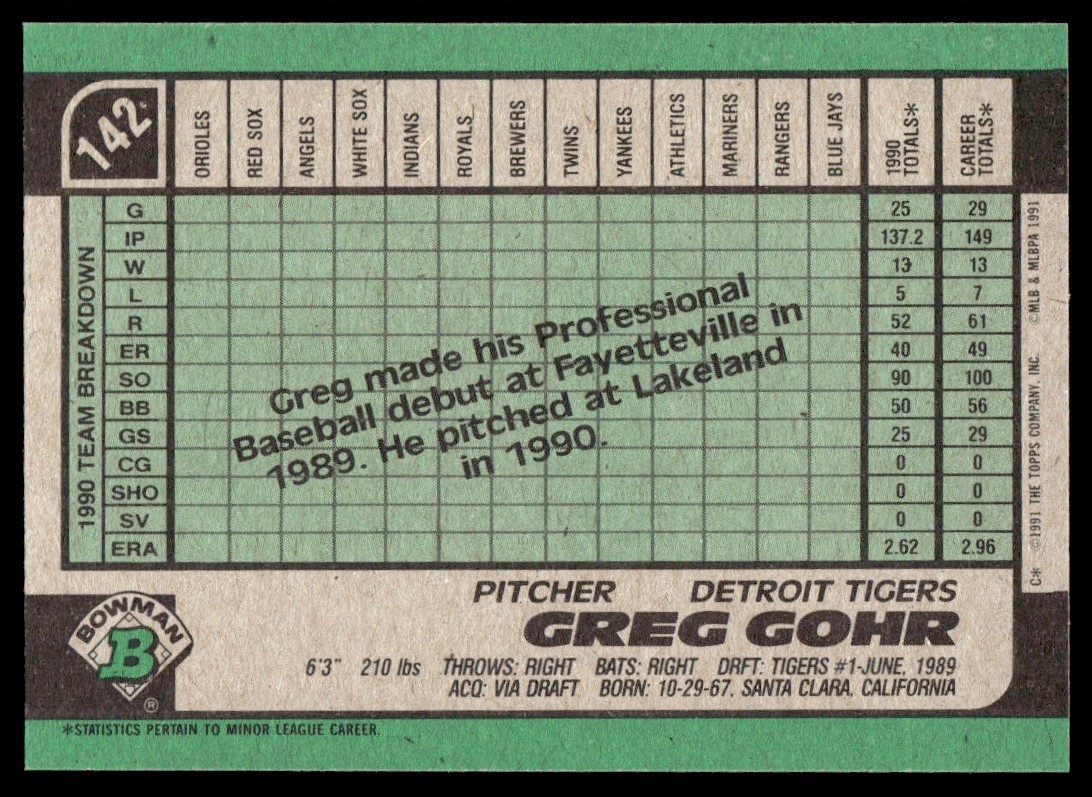 142
ORIOLES RED SOX ANGELS WHITE SOX INDIANS ROYALS BREWERS TWINS YANKEES ATHLETICS MARINERS RANGERS BLUE JAYS 1990 TOTALS* CAREER TOTALS*
1990 TEAM BREAKDOWN
G 25 29
IP 137.2 149
W 13 13
L 5 7
R 52 61
ER 40 49
SO 90 100
BB 50 56
GS 25 29
CG 0 0
SHO 0 0
SV 0 0
ERA 2.62 2.96
Greg made his Professional
Baseball debut at Fayetteville in
1989. He pitched at Lakeland
in 1990.
C* ©1991 THE TOPPS COMPANY, INC. ©MLB & MLBPA 1991
PITCHER DETROIT TIGERS
GREG GOHR
6'3" 210 lbs THROWS: RIGHT BATS: RIGHT DRFT: TIGERS #1-JUNE, 1989
ACQ: VIA DRAFT BORN: 10-29-67, SANTA CLARA, CALIFORNIA
BOWMAN
B
®
*STATISTICS PERTAIN TO MINOR LEAGUE CAREER.